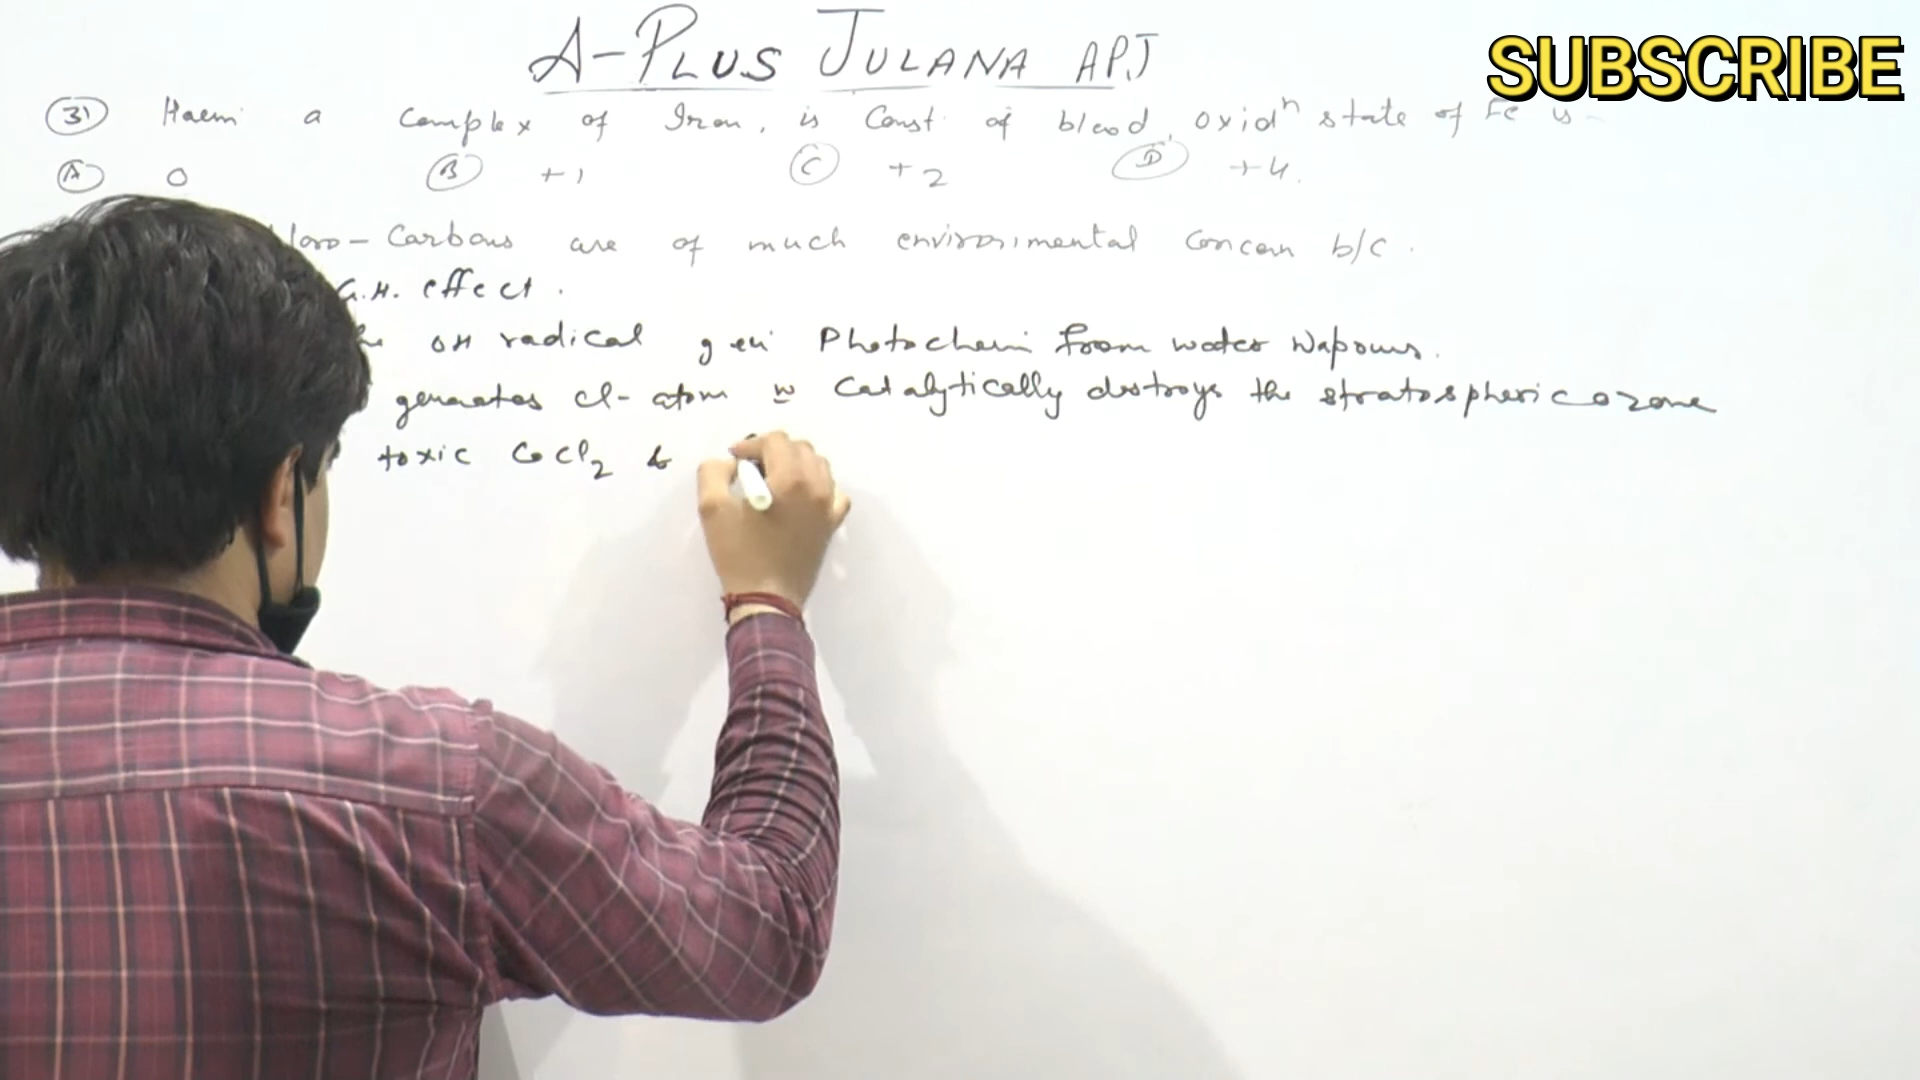 A-PLUS JULANA APJ
SUBSCRIBE
31 Haem a complex of Iron, is Const. of blood, oxidn state of Fe is -
A 0 B +1 C +2 D +4.
loro-Carbons are of much environmental Concern b/c.
G.H. effect.
OH radical gen Photochem from water Wapours.
generates cl-atom w Catalytically destroys the stratospheric ozone
toxic CoCl2 &